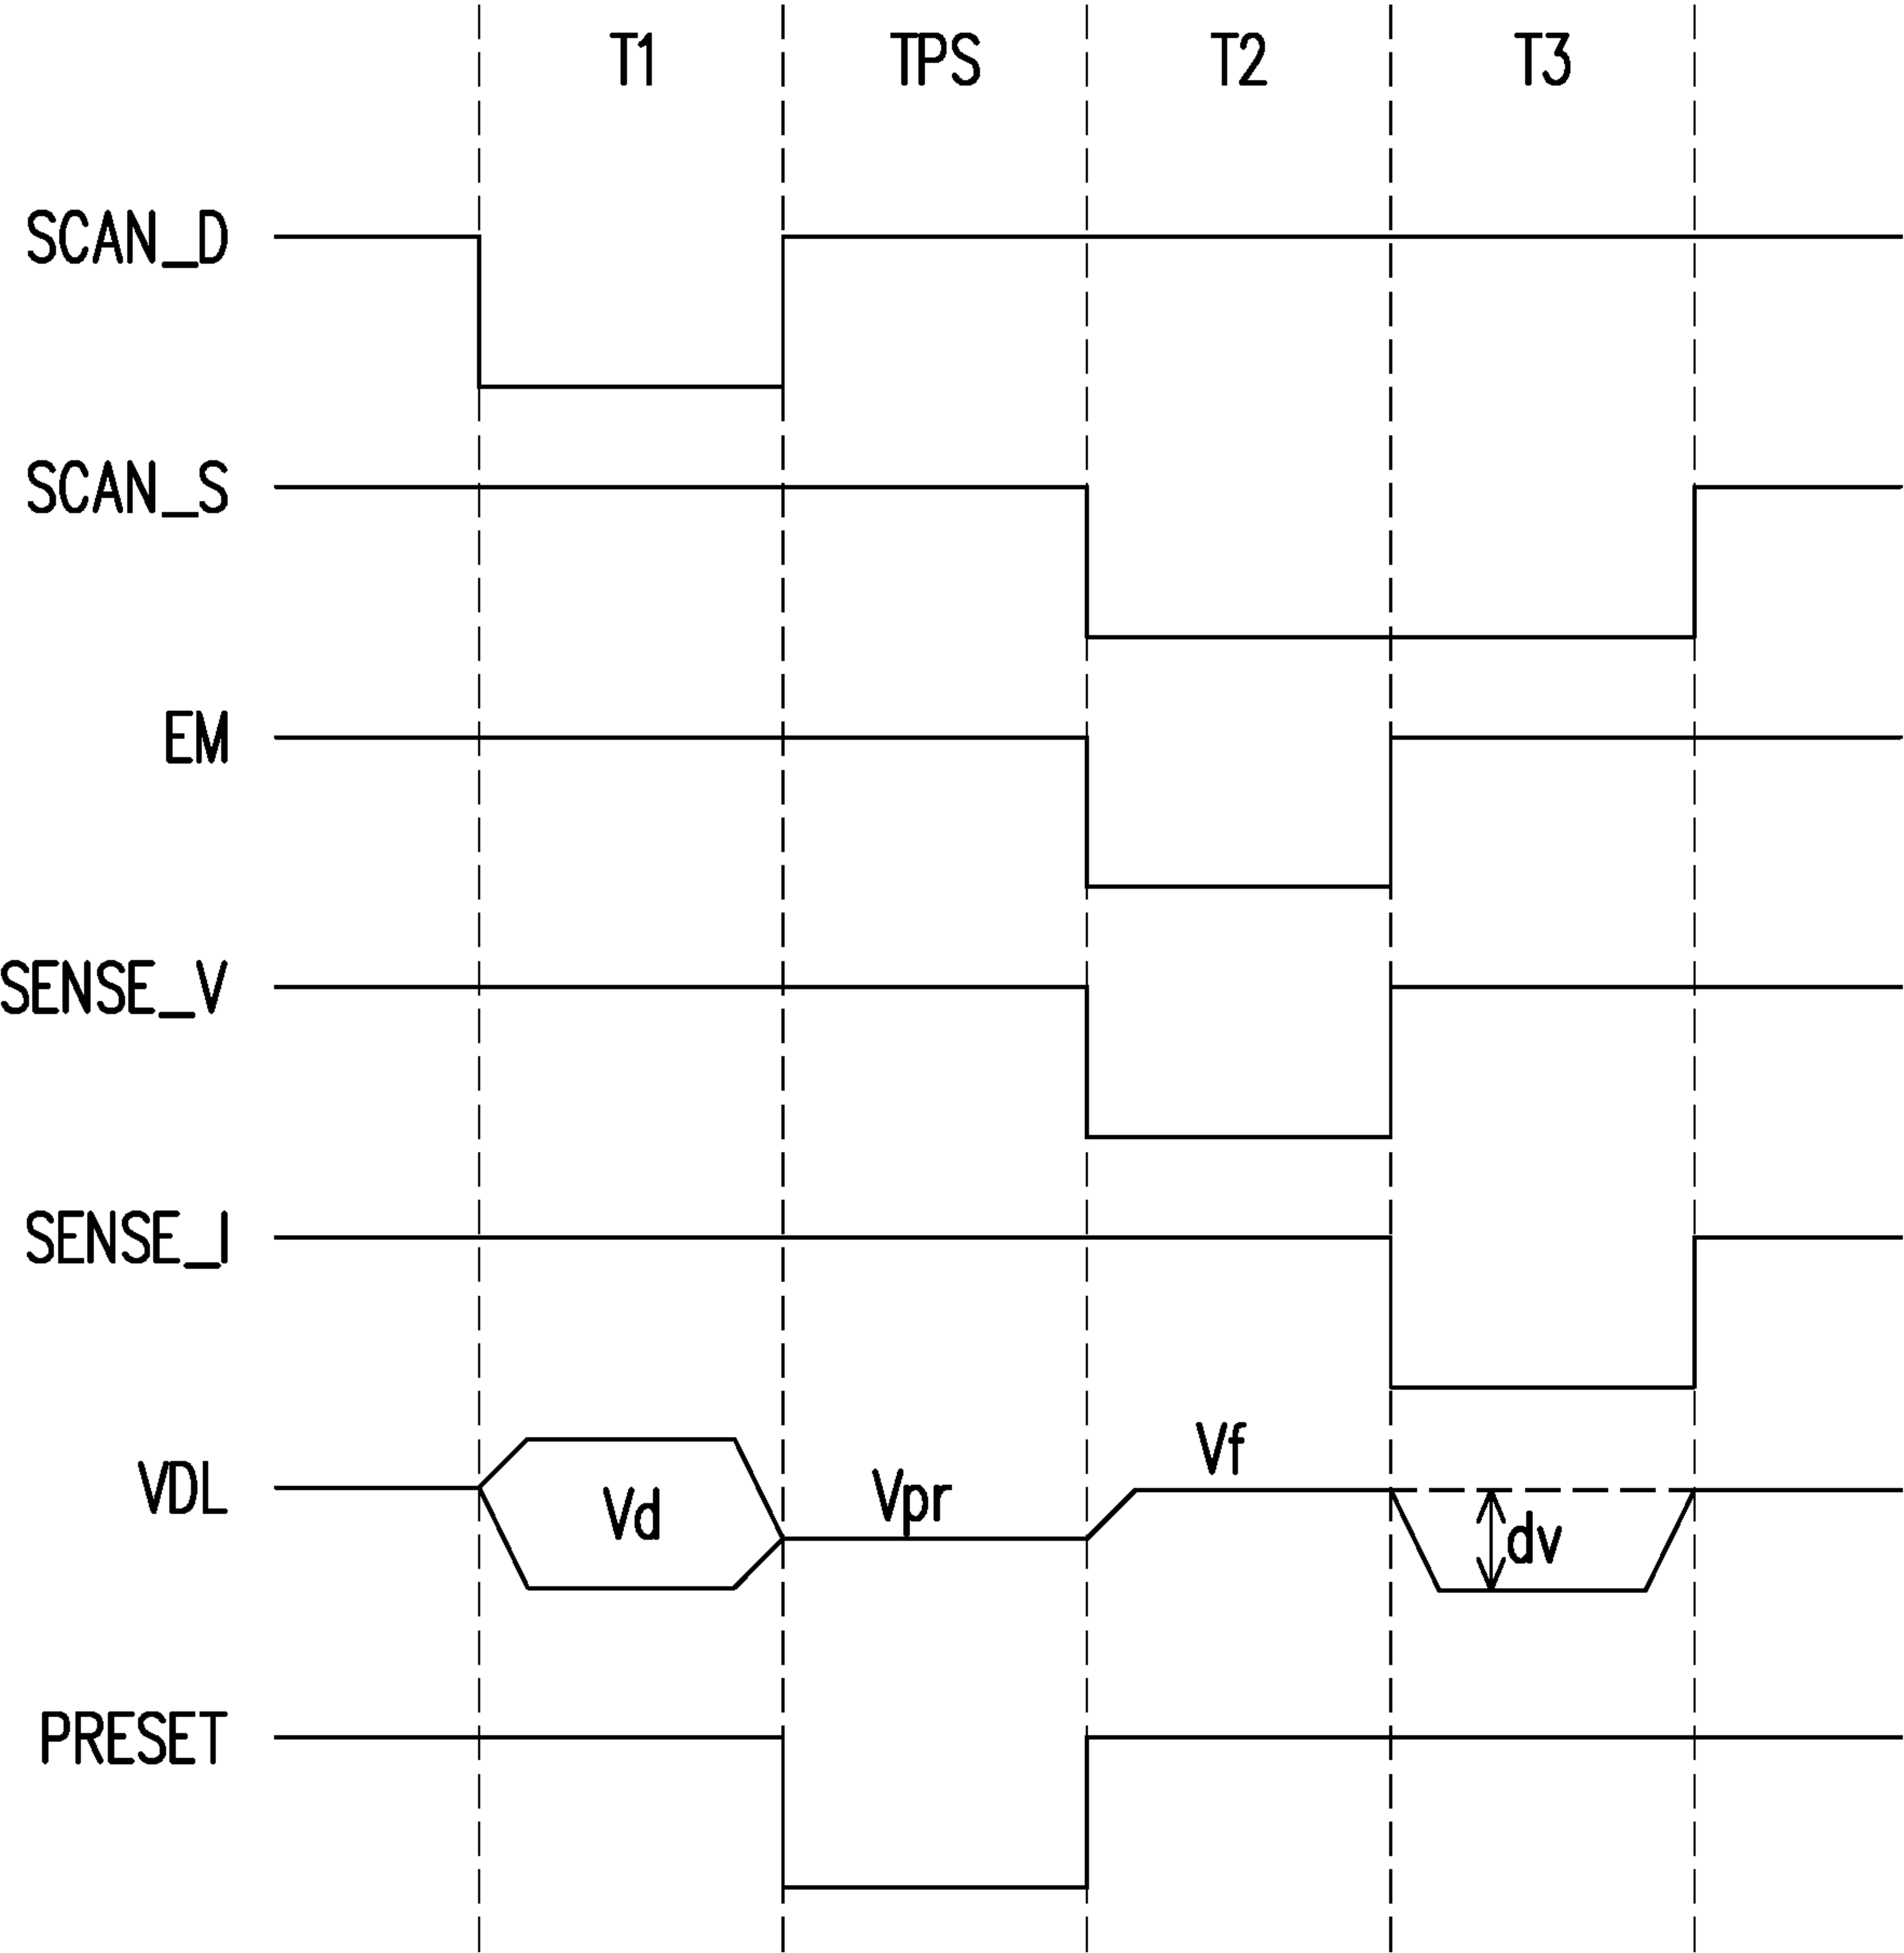 T1 TPS T2 T3
SCAN_D
SCAN_S
EM
SENSE_V
SENSE_I
VDL Vd Vpr Vf dv
PRESET